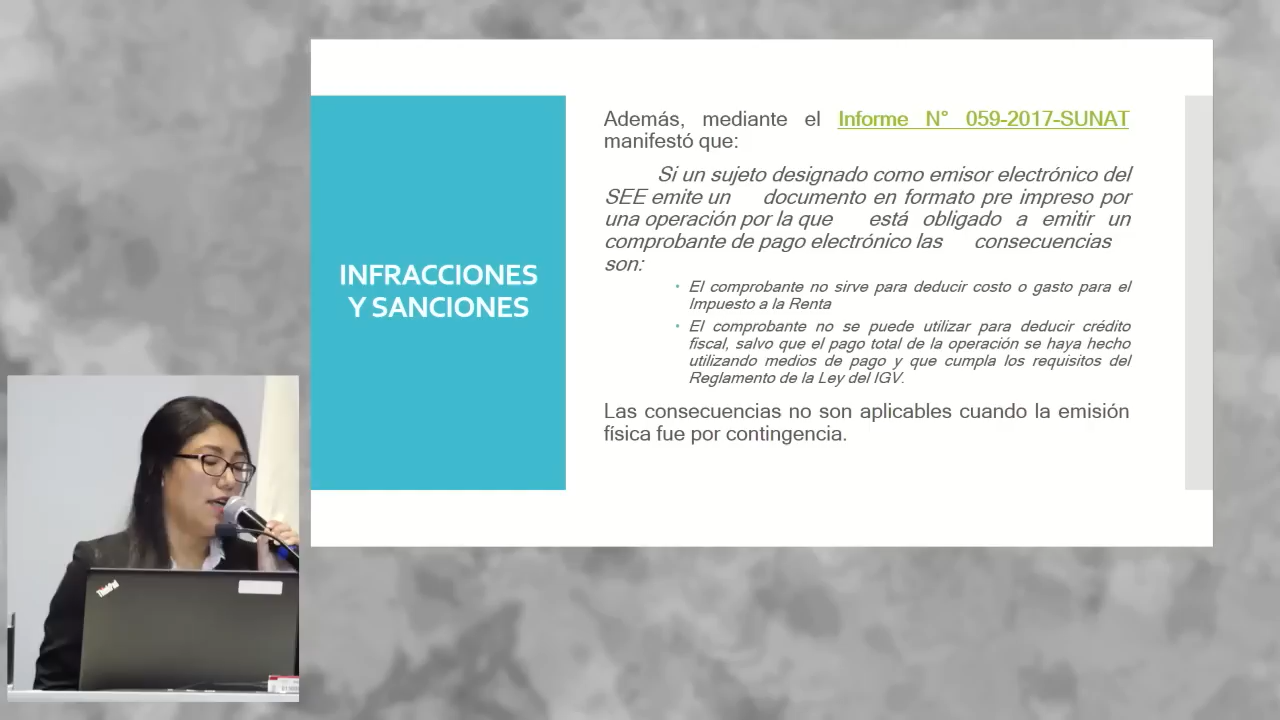 Además, mediante el Informe N° 059-2017-SUNAT
manifestó que:
Si un sujeto designado como emisor electrónico del
SEE emite un documento en formato pre impreso por
una operación por la que está obligado a emitir un
comprobante de pago electrónico las consecuencias
son:
INFRACCIONES
Y SANCIONES
• El comprobante no sirve para deducir costo o gasto para el
Impuesto a la Renta
• El comprobante no se puede utilizar para deducir crédito
fiscal, salvo que el pago total de la operación se haya hecho
utilizando medios de pago y que cumpla los requisitos del
Reglamento de la Ley del IGV.
Las consecuencias no son aplicables cuando la emisión
física fue por contingencia.
ThinkPad